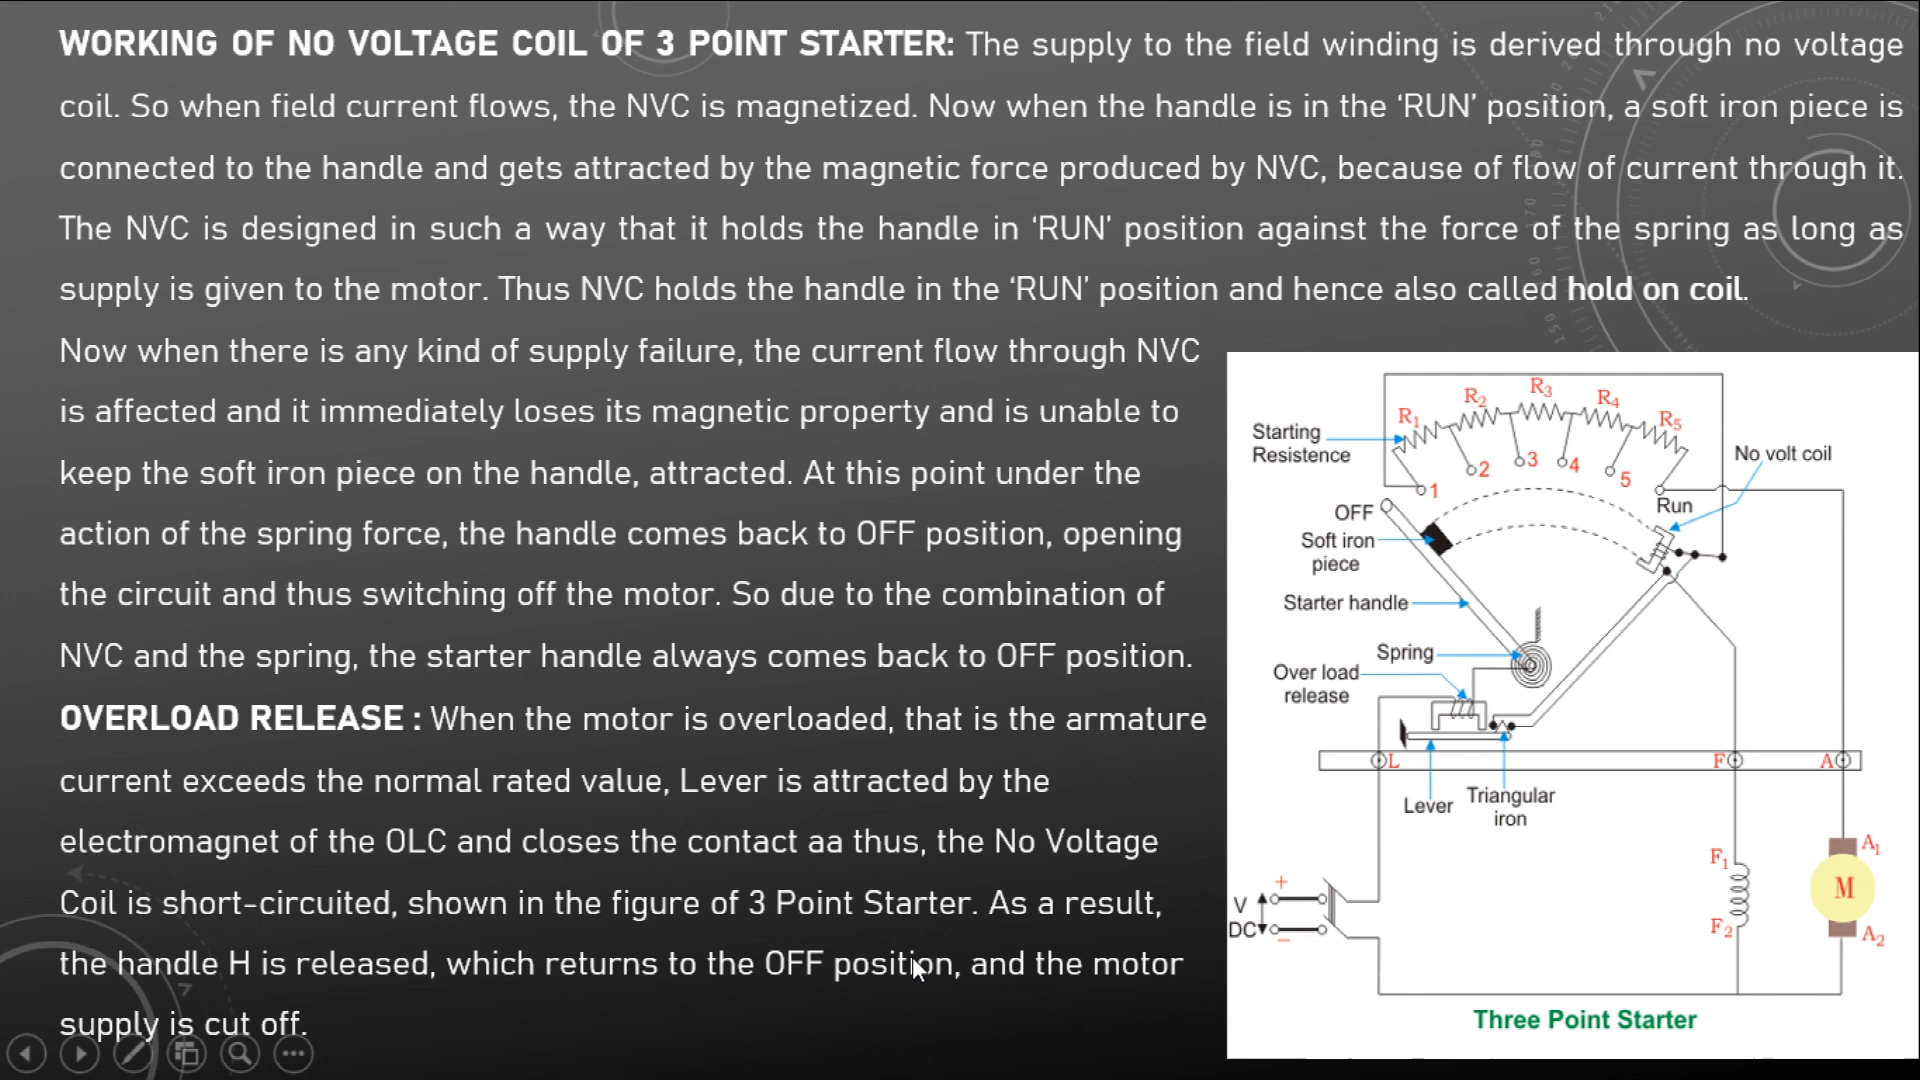 WORKING OF NO VOLTAGE COIL OF 3 POINT STARTER: The supply to the field winding is derived through no voltage
coil. So when field current flows, the NVC is magnetized. Now when the handle is in the ‘RUN’ position, a soft iron piece is
connected to the handle and gets attracted by the magnetic force produced by NVC, because of flow of current through it.
The NVC is designed in such a way that it holds the handle in ‘RUN’ position against the force of the spring as long as
supply is given to the motor. Thus NVC holds the handle in the ‘RUN’ position and hence also called hold on coil.
Now when there is any kind of supply failure, the current flow through NVC
is affected and it immediately loses its magnetic property and is unable to
keep the soft iron piece on the handle, attracted. At this point under the
action of the spring force, the handle comes back to OFF position, opening
the circuit and thus switching off the motor. So due to the combination of
NVC and the spring, the starter handle always comes back to OFF position.
OVERLOAD RELEASE : When the motor is overloaded, that is the armature
current exceeds the normal rated value, Lever is attracted by the
electromagnet of the OLC and closes the contact aa thus, the No Voltage
Coil is short-circuited, shown in the figure of 3 Point Starter. As a result,
the handle H is released, which returns to the OFF position, and the motor
supply is cut off.
R1 R2 R3 R4 R5
Starting
Resistence
No volt coil
1 2 3 4 5
Run
OFF
Soft iron
piece
Starter handle
Spring
Over load
release
L F A
Lever
Triangular
iron
F1
F2
A1
M
A2
+
V
DC
−
Three Point Starter